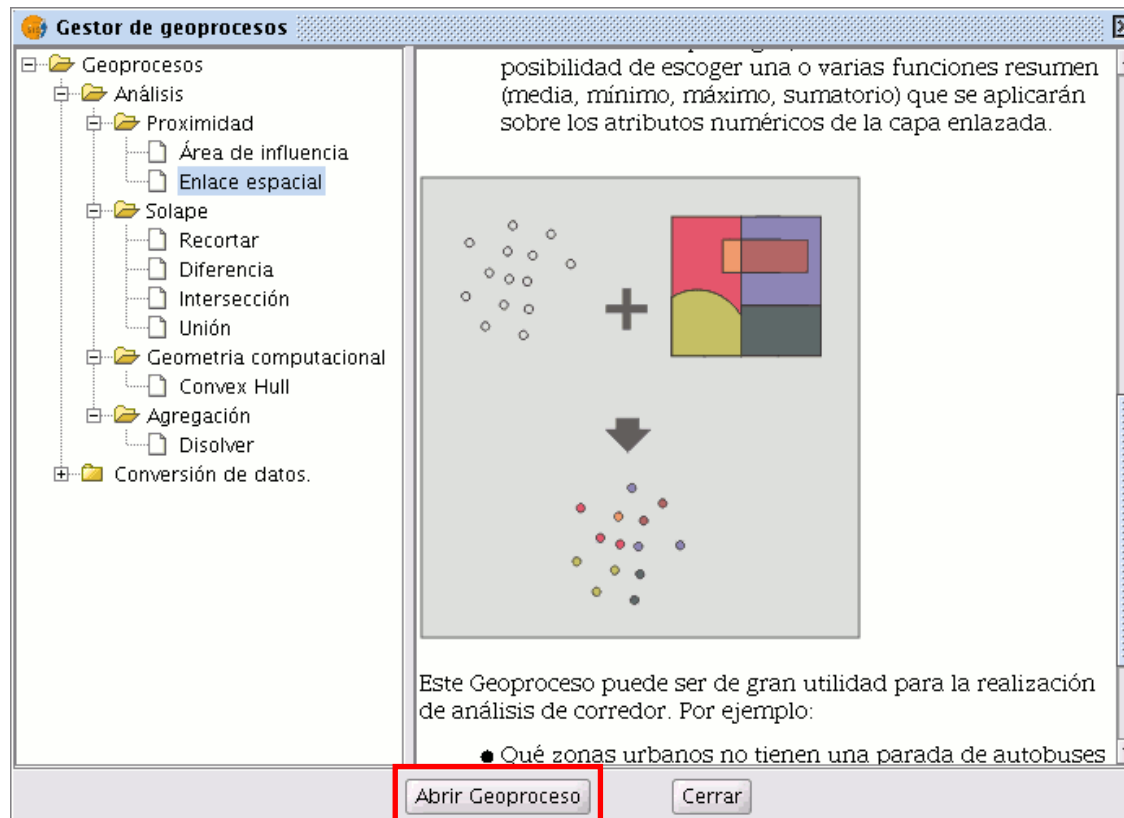 Gestor de geoprocesos
Geoprocesos
Análisis
Proximidad
Área de influencia
Enlace espacial
Solape
Recortar
Diferencia
Intersección
Unión
Geometria computacional
Convex Hull
Agregación
Disolver
Conversión de datos.
posibilidad de escoger una o varias funciones resumen
(media, mínimo, máximo, sumatorio) que se aplicarán
sobre los atributos numéricos de la capa enlazada.
Este Geoproceso puede ser de gran utilidad para la realización
de análisis de corredor. Por ejemplo:
● Qué zonas urbanos no tienen una parada de autobuses
Abrir Geoproceso
Cerrar